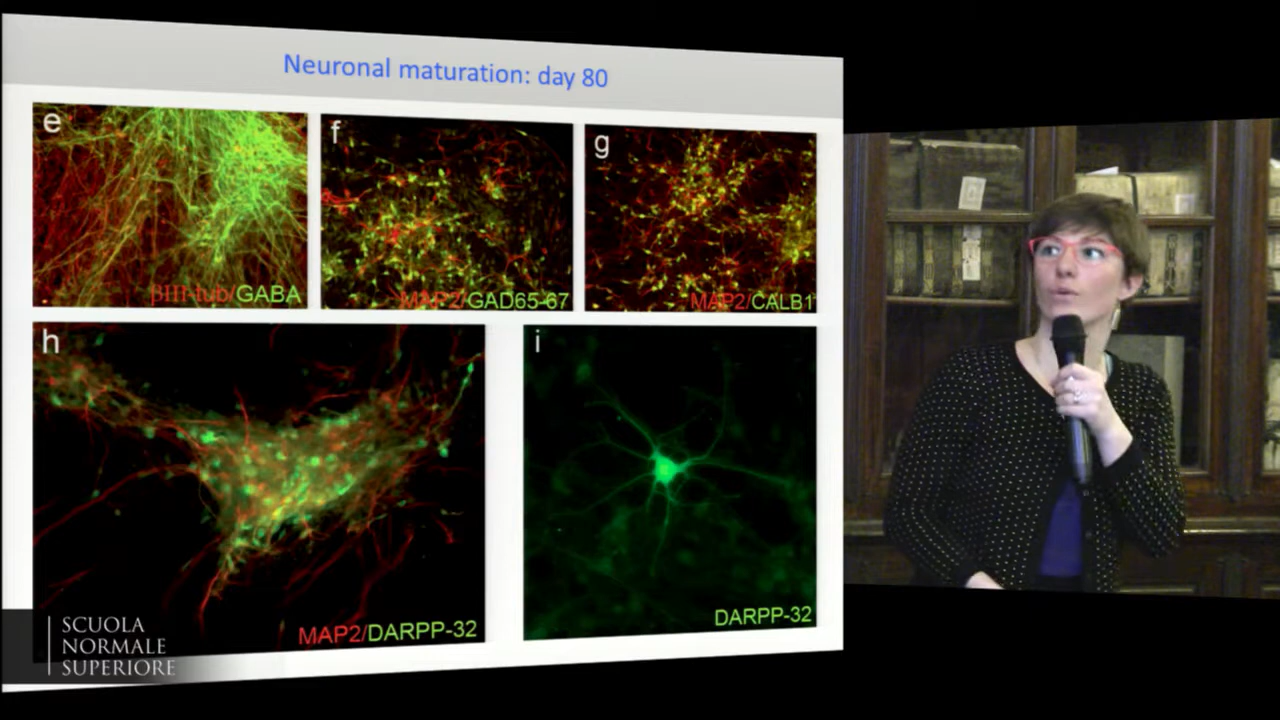 Neuronal maturation: day 80
e
f
g
βIII-tub/GABA
MAP2/GAD65-67
MAP2/CALB1
h
i
MAP2/DARPP-32
DARPP-32
SCUOLA
NORMALE
SUPERIORE